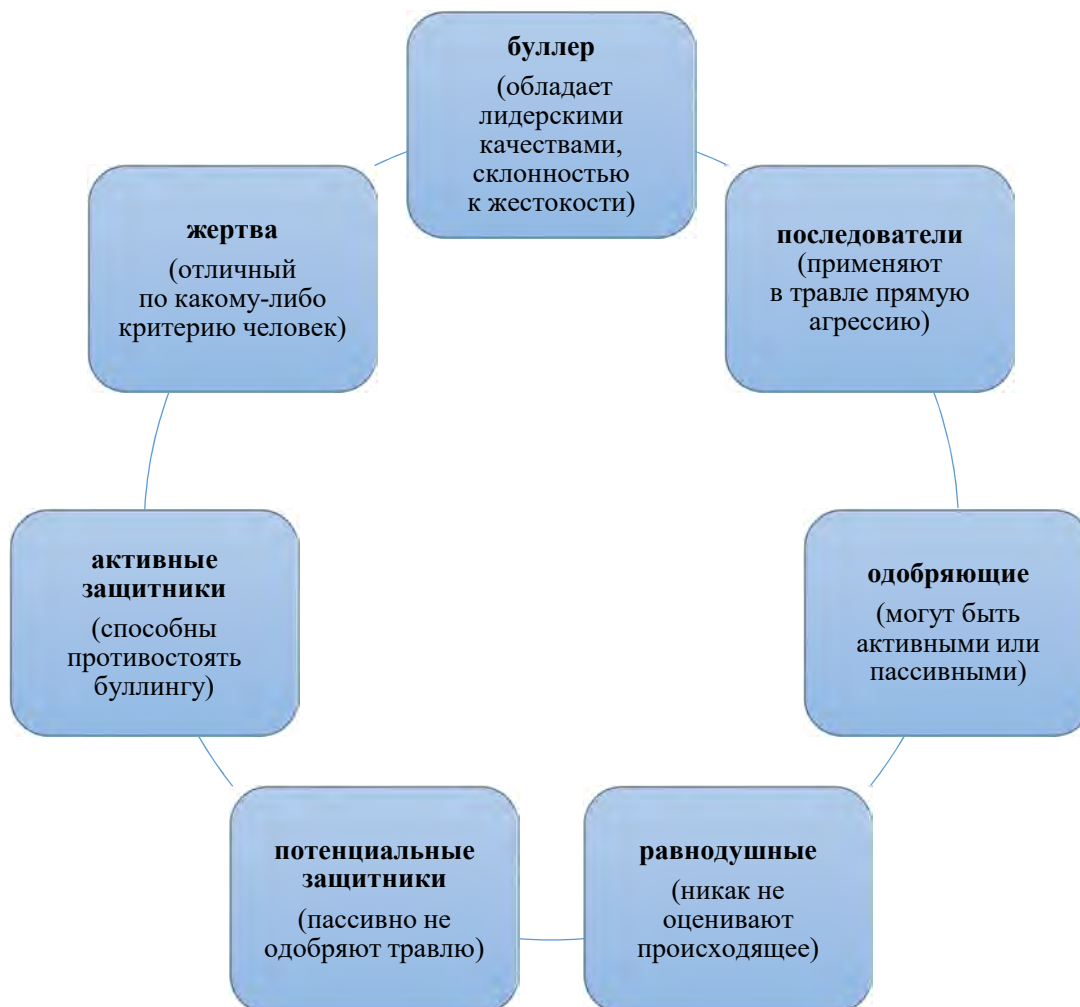 буллер
(обладает
лидерскими
качествами,
склонностью
к жестокости)
последователи
(применяют
в травле прямую
агрессию)
одобряющие
(могут быть
активными или
пассивными)
равнодушные
(никак не
оценивают
происходящее)
потенциальные
защитники
(пассивно не
одобряют травлю)
активные
защитники
(способны
противостоять
буллингу)
жертва
(отличный
по какому-либо
критерию человек)